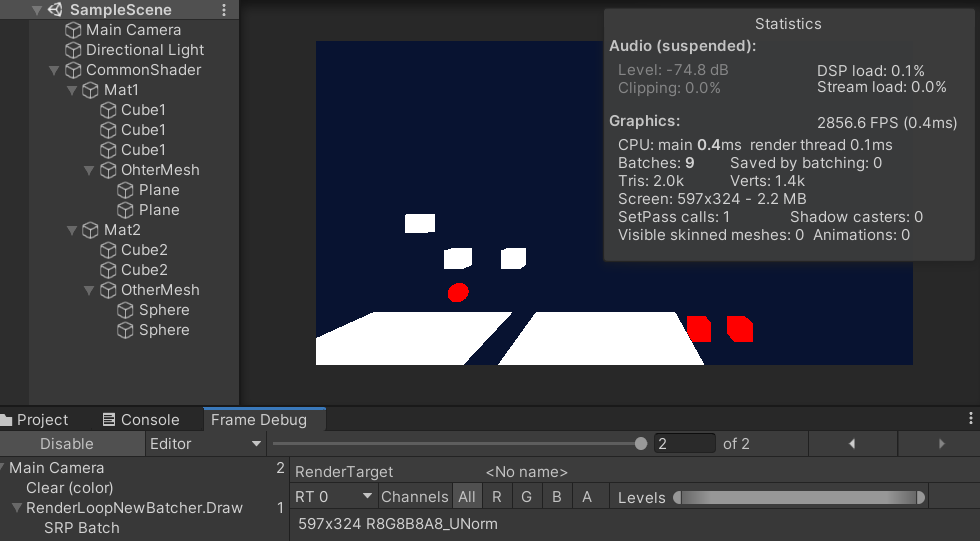 SampleScene
Main Camera
Directional Light
CommonShader
Mat1
Cube1
Cube1
Cube1
OhterMesh
Plane
Plane
Mat2
Cube2
Cube2
OtherMesh
Sphere
Sphere
Statistics
Audio (suspended):
Level: -74.8 dB DSP load: 0.1%
Clipping: 0.0% Stream load: 0.0%
Graphics: 2856.6 FPS (0.4ms)
CPU: main 0.4ms render thread 0.1ms
Batches: 9 Saved by batching: 0
Tris: 2.0k Verts: 1.4k
Screen: 597x324 - 2.2 MB
SetPass calls: 1 Shadow casters: 0
Visible skinned meshes: 0 Animations: 0
Project Console Frame Debug
Disable Editor 2 of 2
Main Camera 2
Clear (color)
RenderLoopNewBatcher.Draw 1
SRP Batch
RenderTarget <No name>
RT 0 Channels All R G B A Levels
597x324 R8G8B8A8_UNorm